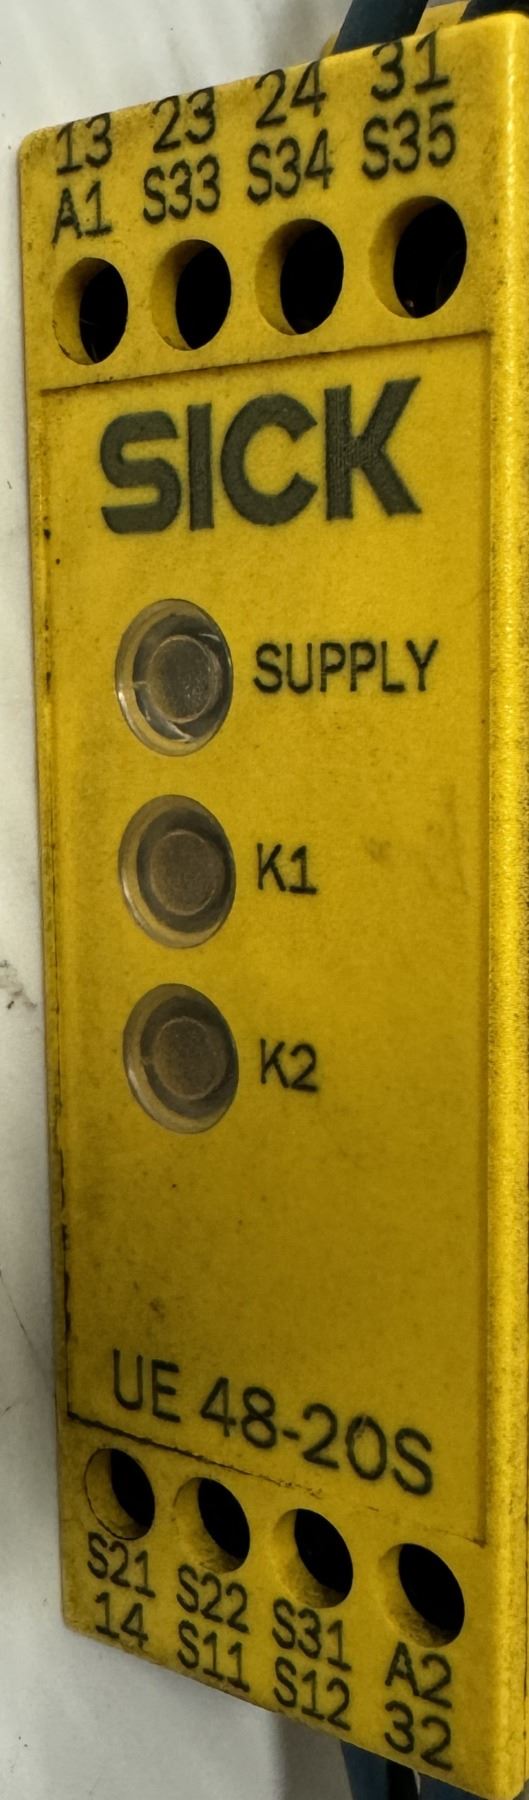 13 23 24 31
A1 S33 S34 S35
SICK
SUPPLY
K1
K2
UE 48-20S
S21 S22 S31 A2
14 S11 S12 32